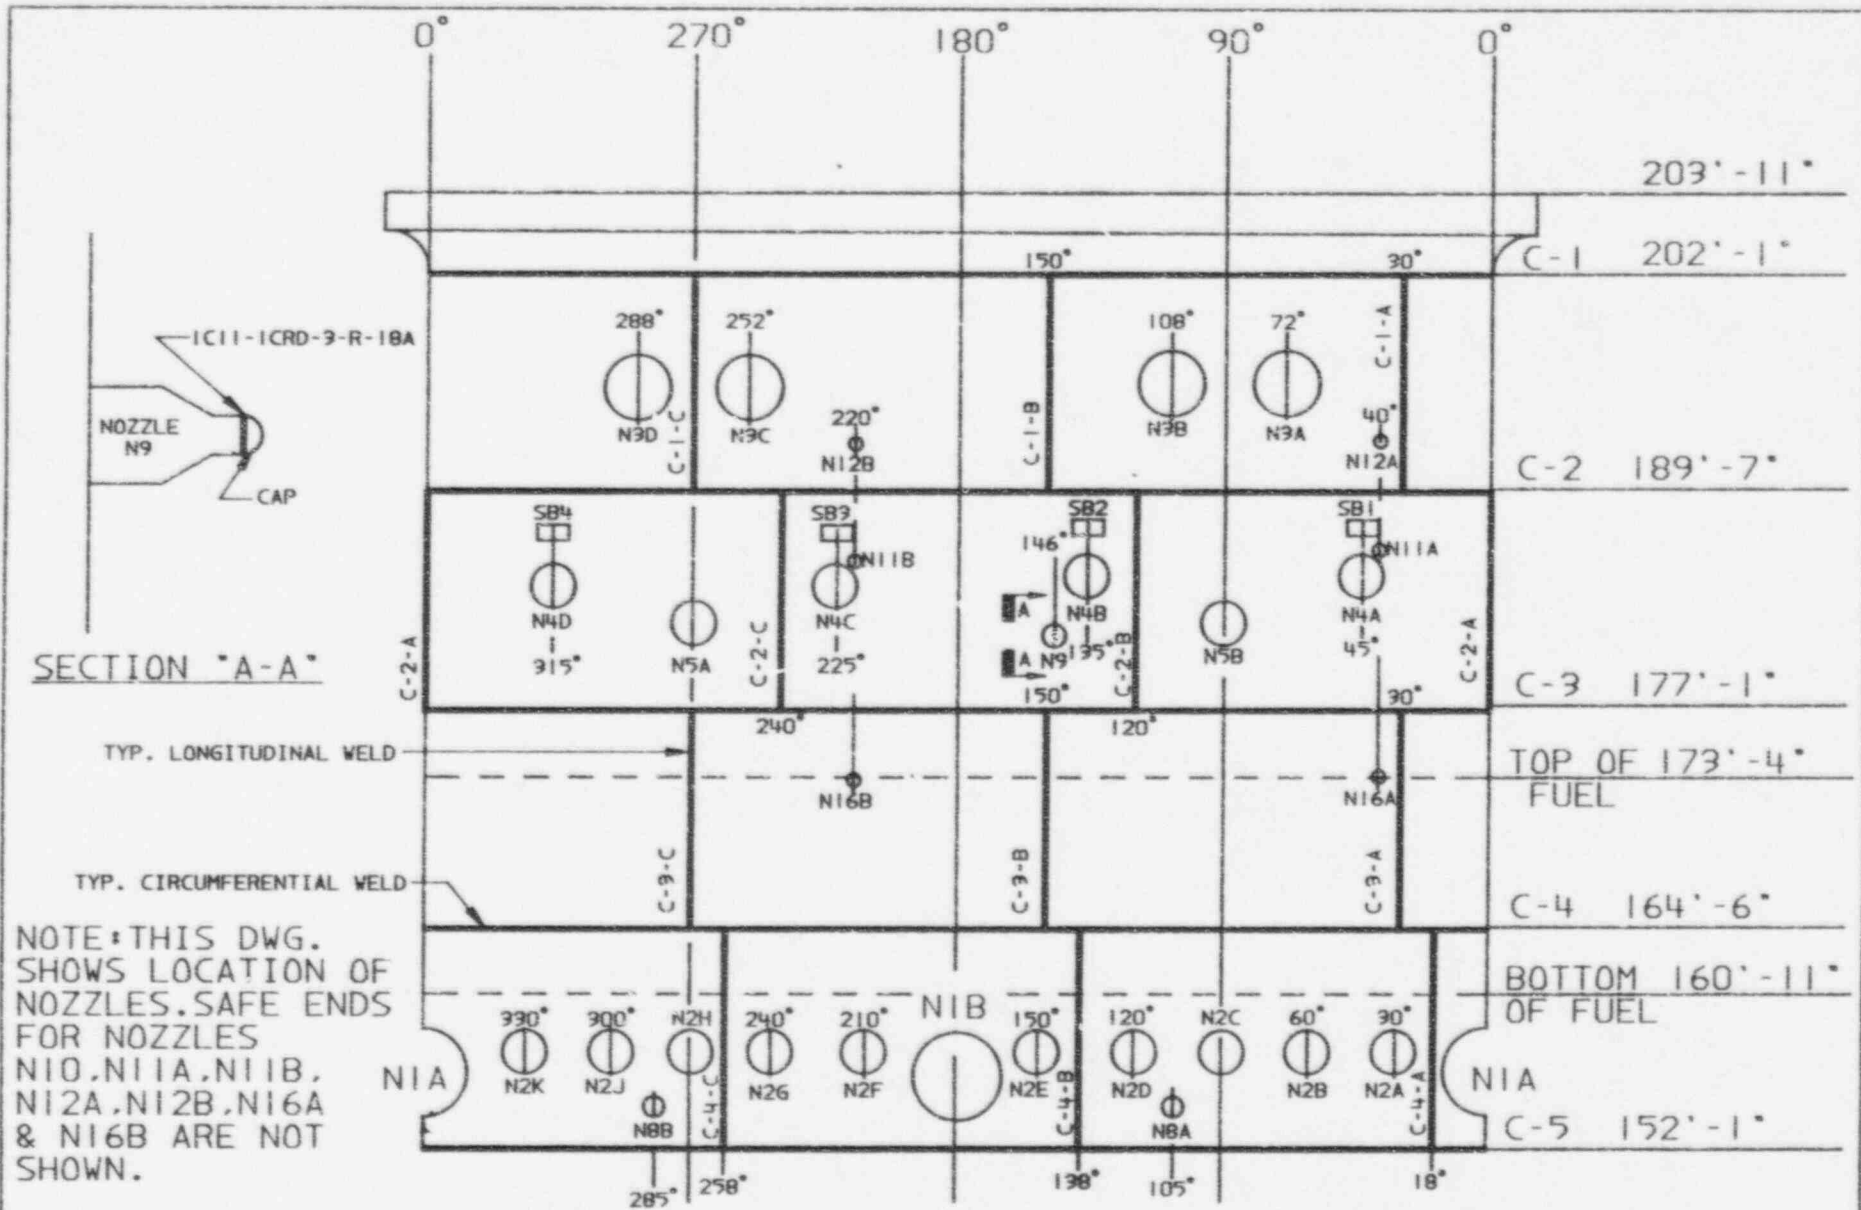 0° 270° 180° 90° 0°
203'-11"
C-1 202'-1"
150° 30°
288° 252° 108° 72°
C-1-A
1C11-1CRD-3-R-18A
NOZZLE
N9
CAP
N3D C-1-C N3C 220° C-1-B N3B N3A 40°
N12B N12A
C-2 189'-7"
SB4 SB3 SB2 SB1
146° N11B N11A
A
N4D N4C N4B N4A
A N9 135° 45°
315° N5A 225° N5B
C-2-A C-2-C C-2-B C-2-A
SECTION "A-A"
150° 30°
C-3 177'-1"
240° 120°
TYP. LONGITUDINAL WELD
TOP OF 173'-4"
FUEL
N16B N16A
C-3-C C-3-B C-3-A
TYP. CIRCUMFERENTIAL WELD
C-4 164'-6"
NOTE:THIS DWG.
SHOWS LOCATION OF
NOZZLES.SAFE ENDS
FOR NOZZLES
N10.N11A.N11B.
N12A.N12B.N16A
& N16B ARE NOT
SHOWN.
BOTTOM 160'-11"
OF FUEL
330° 300° N2H 240° 210° N1B 150° 120° N2C 60° 30°
N1A N2K N2J N2G N2F N2E N2D N2B N2A N1A
N8B C-4-C C-4-B N8A C-4-A
C-5 152'-1"
285° 258° 138° 105° 18°